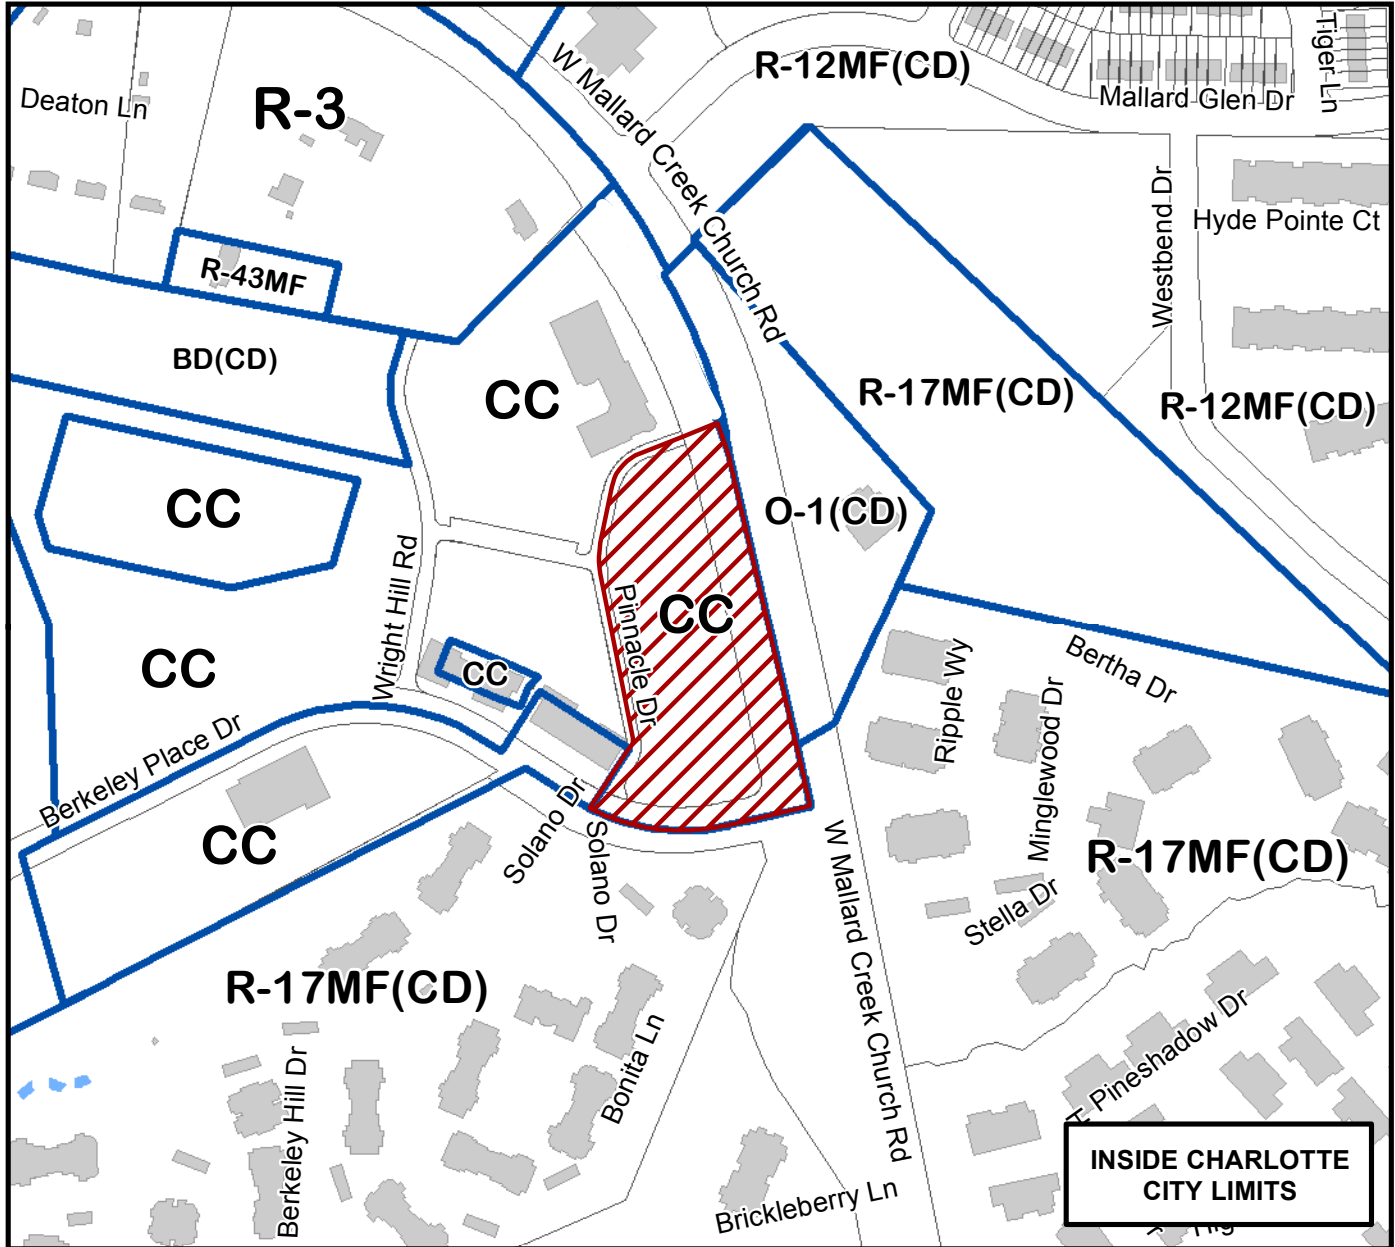 Tiger Ln
W Mallard Creek Church Rd
R-12MF(CD)
Deaton Ln
R-3
Mallard Glen Dr
Westbend Dr
Hyde Pointe Ct
R-43MF
BD(CD)
CC
R-17MF(CD)
R-12MF(CD)
CC
O-1(CD)
Wright Hill Rd
Pinnacle Dr
CC
CC
CC
Ripple Wy
Bertha Dr
Minglewood Dr
Berkeley Place Dr
CC
Solano Dr
Solano Dr
W Mallard Creek Church Rd
R-17MF(CD)
Stella Dr
R-17MF(CD)
Bonita Ln
Pineshadow Dr
Berkeley Hill Dr
Brickleberry Ln
INSIDE CHARLOTTE
CITY LIMITS